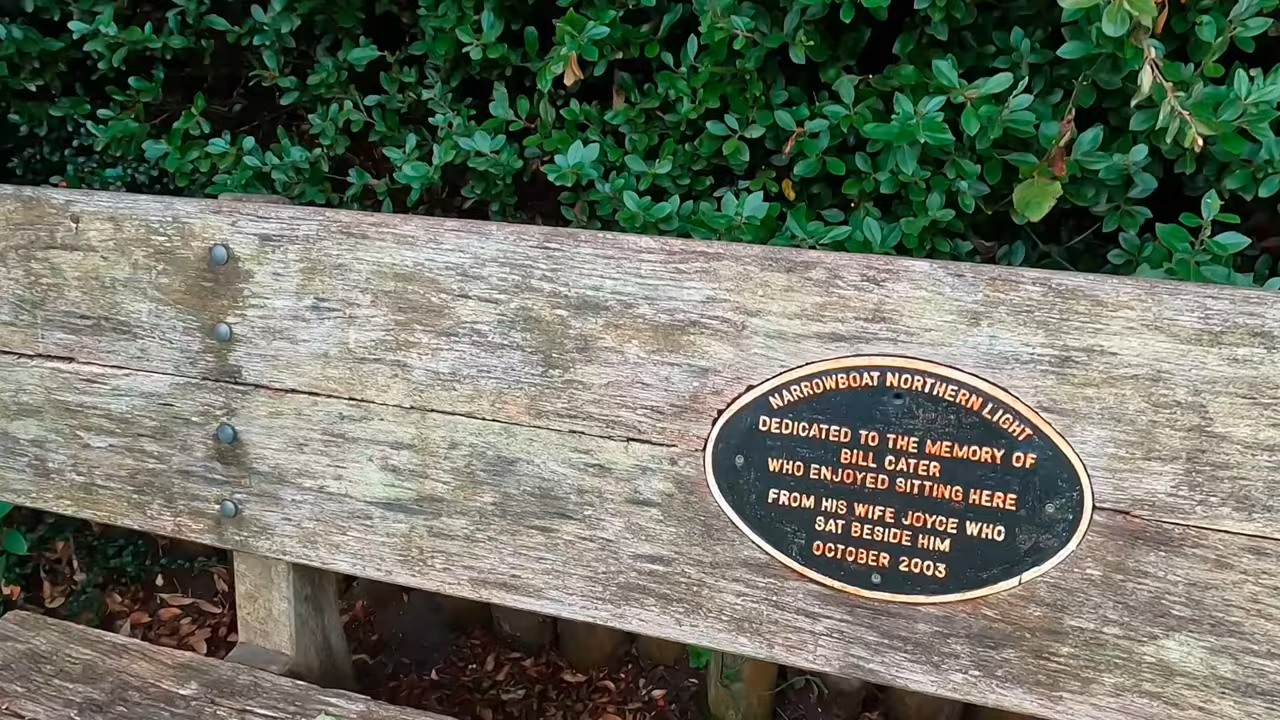 NARROWBOAT NORTHERN LIGHT
DEDICATED TO THE MEMORY OF
BILL CATER
WHO ENJOYED SITTING HERE
FROM HIS WIFE JOYCE WHO
SAT BESIDE HIM
OCTOBER 2003